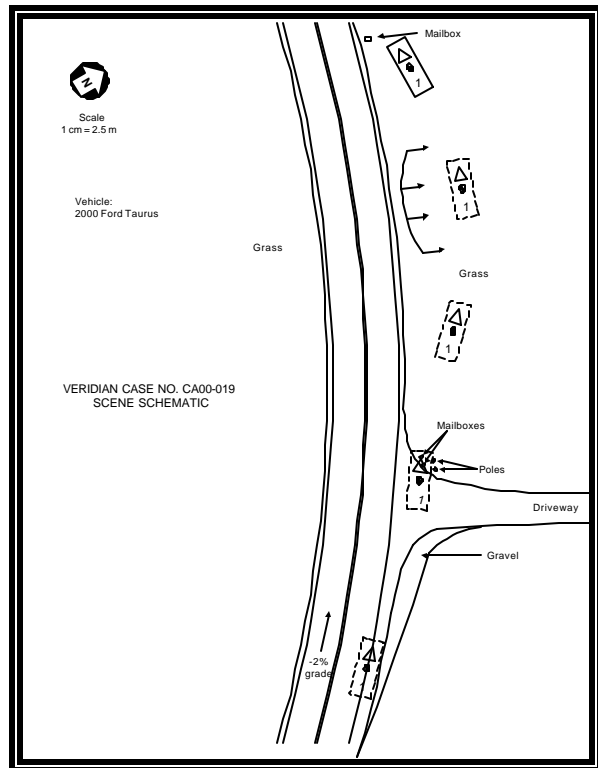 Mailbox
1
N
Scale
1 cm = 2.5 m
Vehicle:
2000 Ford Taurus
1
Grass
Grass
1
VERIDIAN CASE NO. CA00-019
SCENE SCHEMATIC
Mailboxes
Poles
1
Driveway
Gravel
-2%
grade
1